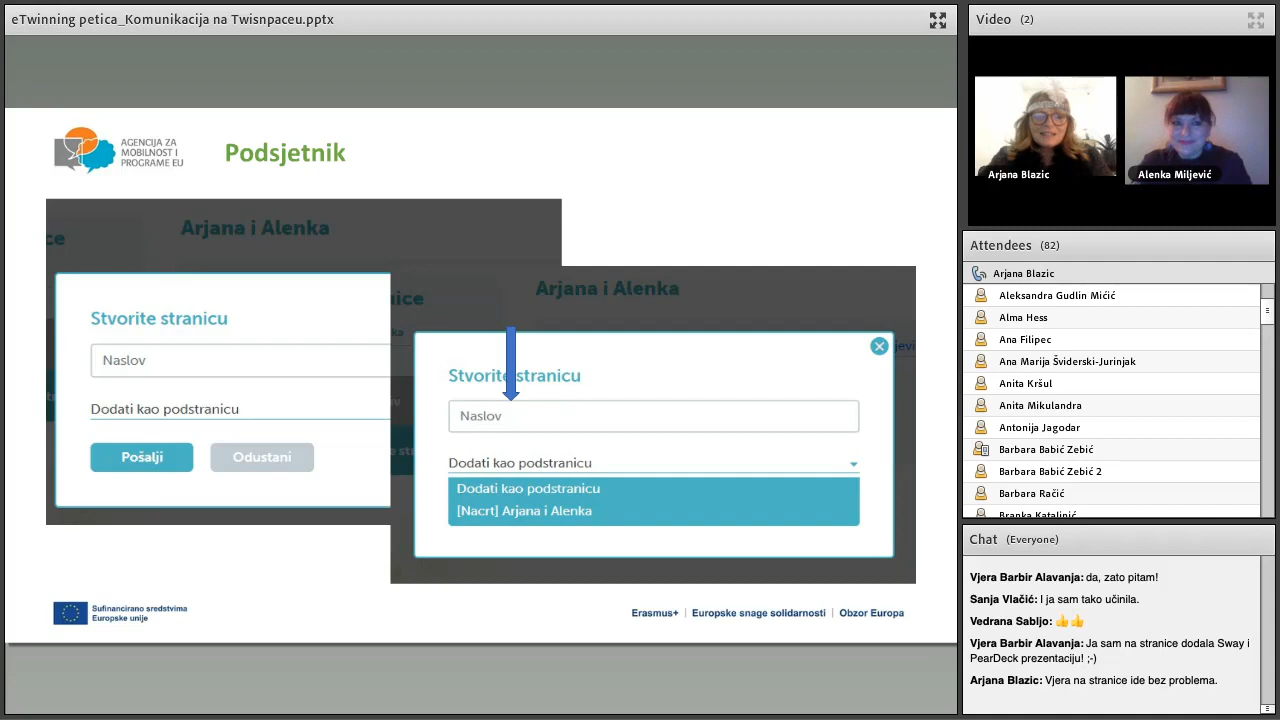 eTwinning petica_Komunikacija na Twisnpaceu.pptx
AGENCIJA ZA
MOBILNOST I
PROGRAME EU
Podsjetnik
Arjana i Alenka
Stvorite stranicu
Naslov
Dodati kao podstranicu
Pošalji
Odustani
Arjana i Alenka
Stvorite stranicu
Naslov
Dodati kao podstranicu
Dodati kao podstranicu
[Nacrt] Arjana i Alenka
Sufinancirano sredstvima
Europske unije
Erasmus+ | Europske snage solidarnosti | Obzor Europa
Video (2)
Arjana Blazic
Alenka Miljević
Attendees (82)
Arjana Blazic
Aleksandra Gudlin Mićić
Alma Hess
Ana Filipec
Ana Marija Šviderski-Jurinjak
Anita Kršul
Anita Mikulandra
Antonija Jagodar
Barbara Babić Zebić
Barbara Babić Zebić 2
Barbara Račić
Branka Katalinić
Chat (Everyone)
Vjera Barbir Alavanja: da, zato pitam!
Sanja Vlačić: I ja sam tako učinila.
Vedrana Sabljo: 👍👍
Vjera Barbir Alavanja: Ja sam na stranice dodala Sway i
PearDeck prezentaciju! ;-)
Arjana Blazic: Vjera na stranice ide bez problema.